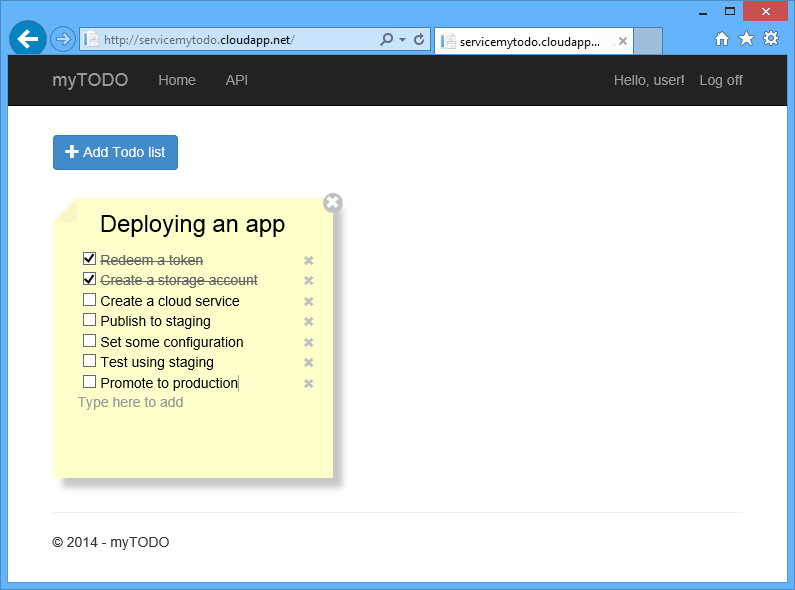 http://servicemytodo.cloudapp.net/
servicemytodo.cloudapp...
myTODO Home API Hello, user! Log off
Add Todo list
Deploying an app
Redeem a token
Create a storage account
Create a cloud service
Publish to staging
Set some configuration
Test using staging
Promote to production
Type here to add
© 2014 - myTODO